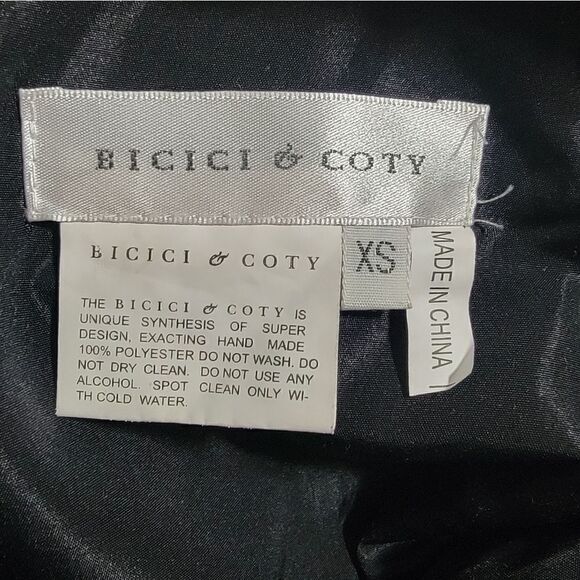 BICICI & COTY
BICICI & COTY
XS
MADE IN CHINA
THE BICICI & COTY IS
UNIQUE SYNTHESIS OF SUPER
DESIGN, EXACTING HAND MADE
100% POLYESTER DO NOT WASH. DO
NOT DRY CLEAN. DO NOT USE ANY
ALCOHOL. SPOT CLEAN ONLY WI-
TH COLD WATER.